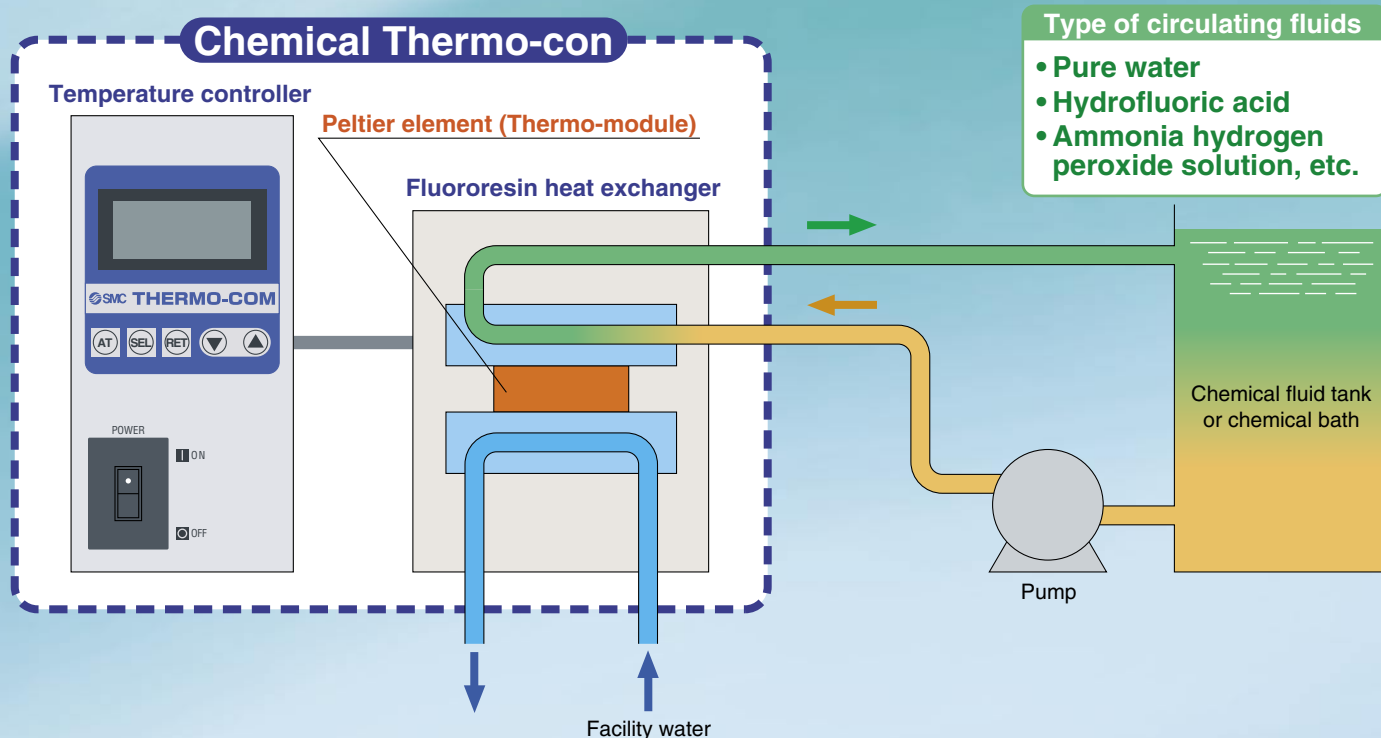 Chemical Thermo-con
Type of circulating fluids
• Pure water
• Hydrofluoric acid
• Ammonia hydrogen
peroxide solution, etc.
Temperature controller
Peltier element (Thermo-module)
Fluororesin heat exchanger
SMC THERMO-COM
AT SEL RET
POWER
ON
OFF
Chemical fluid tank
or chemical bath
Pump
Facility water